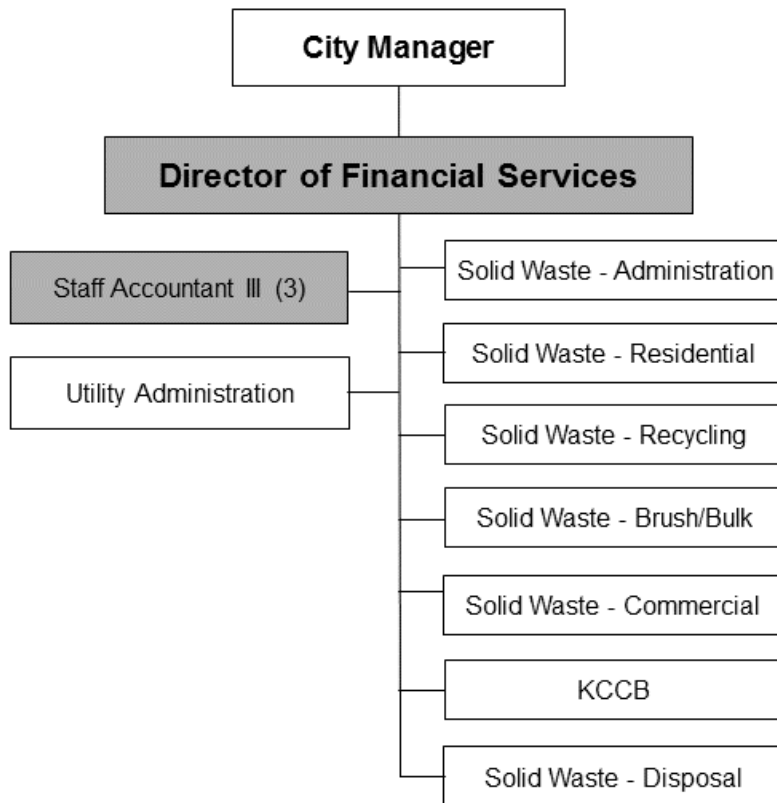 City Manager
Director of Financial Services
Staff Accountant III (3)
Utility Administration
Solid Waste - Administration
Solid Waste - Residential
Solid Waste - Recycling
Solid Waste - Brush/Bulk
Solid Waste - Commercial
KCCB
Solid Waste - Disposal